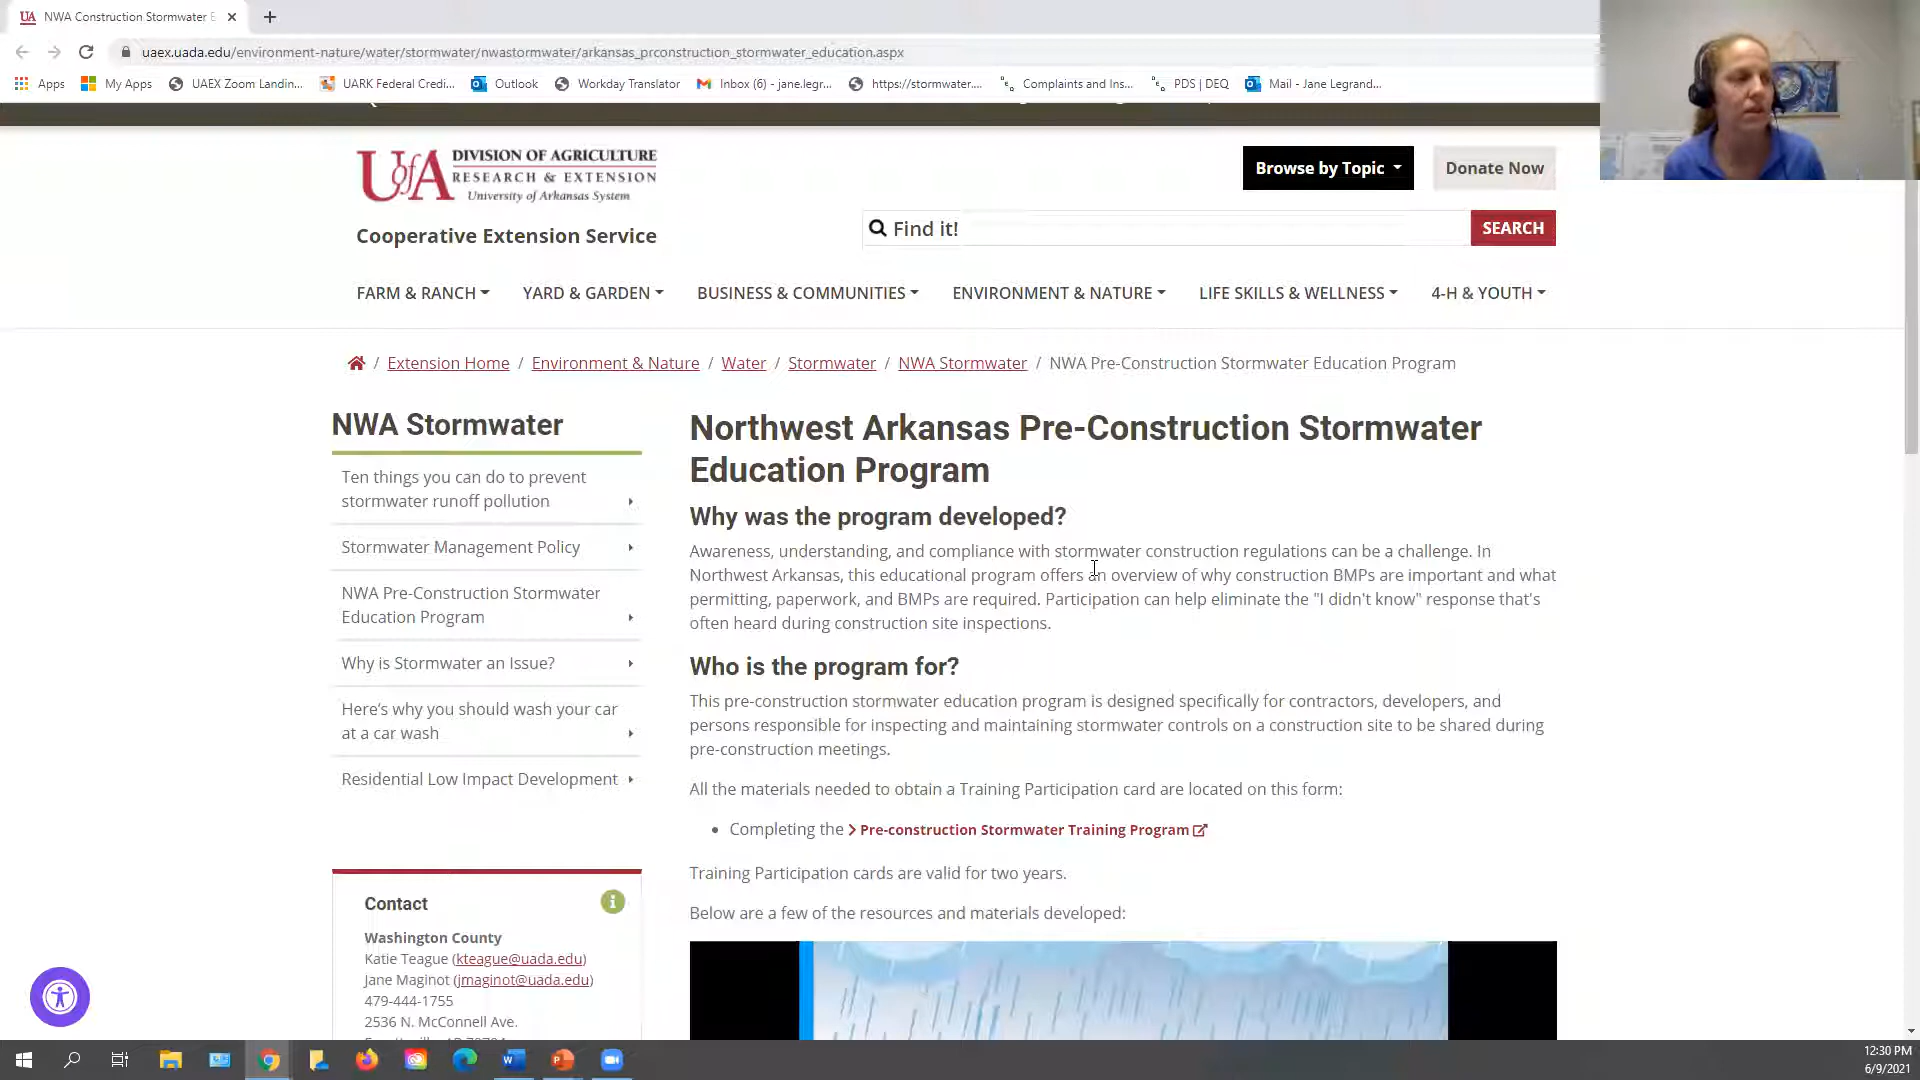 UA NWA Construction Stormwater E
uaex.uada.edu/environment-nature/water/stormwater/nwastormwater/arkansas_prconstruction_stormwater_education.aspx
Apps My Apps UAEX Zoom Landin... UARK Federal Credi... Outlook Workday Translator Inbox (6) - jane.legr... https://stormwater.... Complaints and Ins... PDS | DEQ Mail - Jane Legrand...
UofA DIVISION OF AGRICULTURE
RESEARCH & EXTENSION
University of Arkansas System
Browse by Topic Donate Now
Cooperative Extension Service
Find it! SEARCH
FARM & RANCH YARD & GARDEN BUSINESS & COMMUNITIES ENVIRONMENT & NATURE LIFE SKILLS & WELLNESS 4-H & YOUTH
/ Extension Home / Environment & Nature / Water / Stormwater / NWA Stormwater / NWA Pre-Construction Stormwater Education Program
NWA Stormwater
Ten things you can do to prevent
stormwater runoff pollution
Stormwater Management Policy
NWA Pre-Construction Stormwater
Education Program
Why is Stormwater an Issue?
Here's why you should wash your car
at a car wash
Residential Low Impact Development
Contact
Washington County
Katie Teague (kteague@uada.edu)
Jane Maginot (jmaginot@uada.edu)
479-444-1755
2536 N. McConnell Ave.
Northwest Arkansas Pre-Construction Stormwater
Education Program
Why was the program developed?
Awareness, understanding, and compliance with stormwater construction regulations can be a challenge. In
Northwest Arkansas, this educational program offers an overview of why construction BMPs are important and what
permitting, paperwork, and BMPs are required. Participation can help eliminate the "I didn't know" response that's
often heard during construction site inspections.
Who is the program for?
This pre-construction stormwater education program is designed specifically for contractors, developers, and
persons responsible for inspecting and maintaining stormwater controls on a construction site to be shared during
pre-construction meetings.
All the materials needed to obtain a Training Participation card are located on this form:
• Completing the > Pre-construction Stormwater Training Program
Training Participation cards are valid for two years.
Below are a few of the resources and materials developed:
12:30 PM
6/9/2021